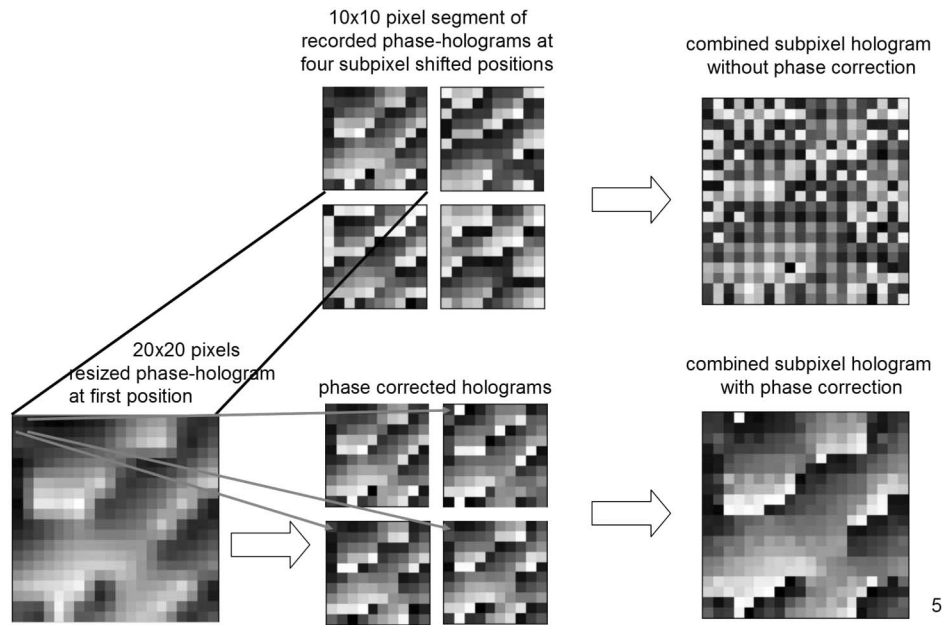 10x10 pixel segment of
recorded phase-holograms at
four subpixel shifted positions
combined subpixel hologram
without phase correction
20x20 pixels
resized phase-hologram
at first position
phase corrected holograms
combined subpixel hologram
with phase correction
5